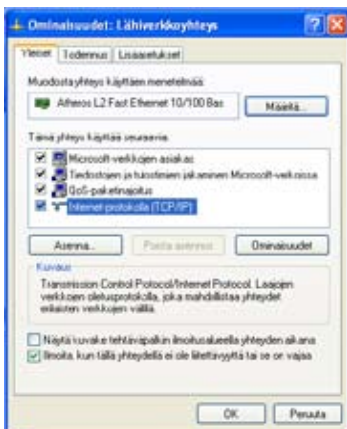 Ominaisuudet: Lähiverkkoyhteys
Yleiset Todennus Lisäasetukset
Muodosta yhteys käyttäen menetelmää:
Atheros L2 Fast Ethernet 10/100 Bas
Määritä...
Tämä yhteys käyttää seuraavia:
Microsoft-verkkojen asiakas
Tiedostojen ja tulostimien jakaminen Microsoft-verkoissa
QoS-paketinajoitus
Internet-protokolla (TCP/IP)
Asenna... Poista asennus Ominaisuudet
Kuvaus
Transmission Control Protocol/Internet Protocol. Laajojen
verkkojen oletusprotokolla, joka mahdollistaa yhteydet
erilaisten verkkojen välillä.
Näytä kuvake tehtäväpalkin ilmoitusalueella yhteyden aikana
Ilmoita, kun tällä yhteydellä ei ole liitettävyyttä tai se on vajaa
OK Peruuta